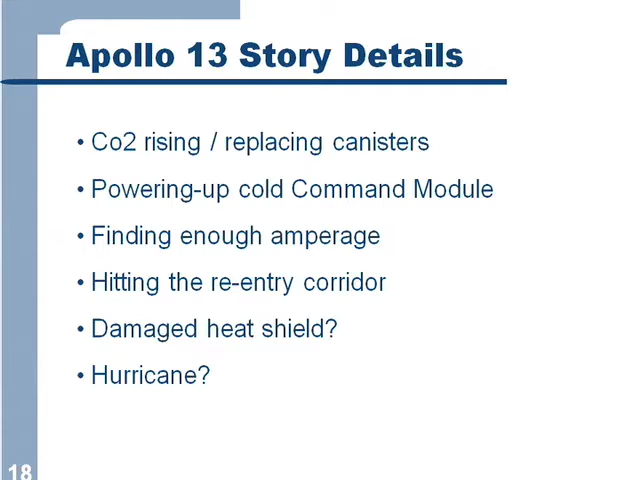 Apollo 13 Story Details
• Co2 rising / replacing canisters
• Powering-up cold Command Module
• Finding enough amperage
• Hitting the re-entry corridor
• Damaged heat shield?
• Hurricane?
18